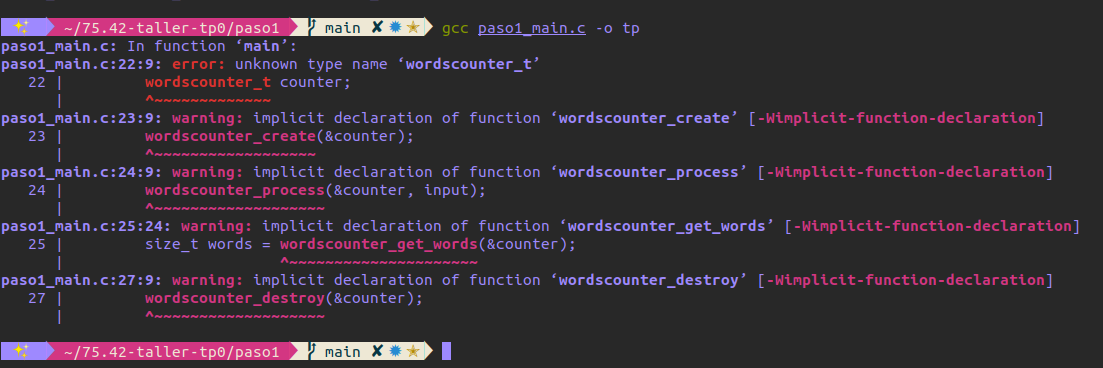 ✨ ~/75.42-taller-tp0/paso1 main ✘ ✹ ✭ gcc paso1_main.c -o tp
paso1_main.c: In function ‘main’:
paso1_main.c:22:9: error: unknown type name ‘wordscounter_t’
22 | wordscounter_t counter;
| ^~~~~~~~~~~~~~
paso1_main.c:23:9: warning: implicit declaration of function ‘wordscounter_create’ [-Wimplicit-function-declaration]
23 | wordscounter_create(&counter);
| ^~~~~~~~~~~~~~~~~~~
paso1_main.c:24:9: warning: implicit declaration of function ‘wordscounter_process’ [-Wimplicit-function-declaration]
24 | wordscounter_process(&counter, input);
| ^~~~~~~~~~~~~~~~~~~~
paso1_main.c:25:24: warning: implicit declaration of function ‘wordscounter_get_words’ [-Wimplicit-function-declaration]
25 | size_t words = wordscounter_get_words(&counter);
| ^~~~~~~~~~~~~~~~~~~~~~
paso1_main.c:27:9: warning: implicit declaration of function ‘wordscounter_destroy’ [-Wimplicit-function-declaration]
27 | wordscounter_destroy(&counter);
| ^~~~~~~~~~~~~~~~~~~~
✨ ~/75.42-taller-tp0/paso1 main ✘ ✹ ✭